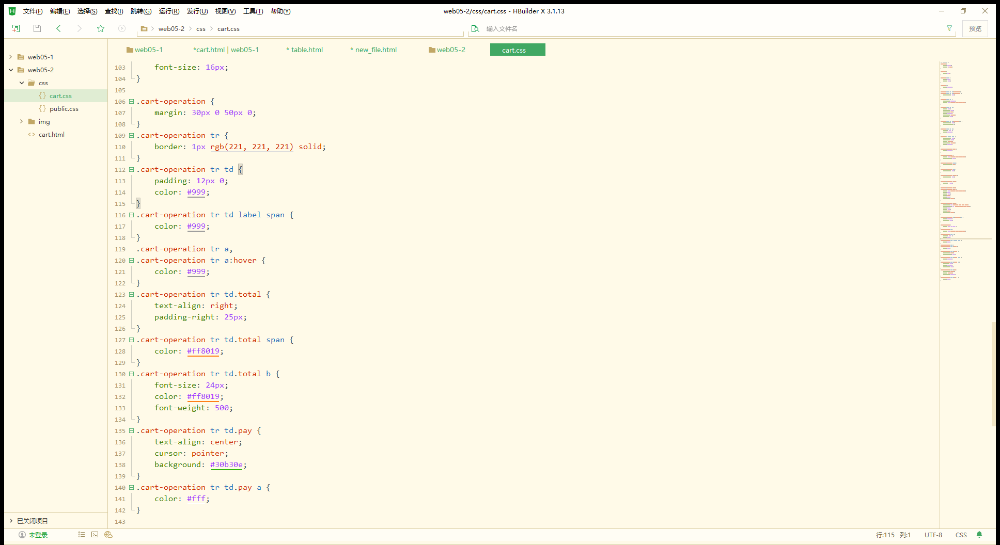 文件(F) 编辑(E) 选择(S) 查找(I) 跳转(G) 运行(R) 发行(U) 视图(V) 工具(T) 帮助(Y)
web05-2/css/cart.css - HBuilder X 3.1.13
web05-2 css cart.css
输入文件名
预览
web05-1
web05-2
css
cart.css
public.css
img
cart.html
已关闭项目
web05-1 *cart.html | web05-1 * table.html * new_file.html web05-2 cart.css
103 font-size: 16px;
104 }
105
106 .cart-operation {
107 margin: 30px 0 50px 0;
108 }
109 .cart-operation tr {
110 border: 1px rgb(221, 221, 221) solid;
111 }
112 .cart-operation tr td {
113 padding: 12px 0;
114 color: #999;
115 }
116 .cart-operation tr td label span {
117 color: #999;
118 }
119 .cart-operation tr a,
120 .cart-operation tr a:hover {
121 color: #999;
122 }
123 .cart-operation tr td.total {
124 text-align: right;
125 padding-right: 25px;
126 }
127 .cart-operation tr td.total span {
128 color: #ff8019;
129 }
130 .cart-operation tr td.total b {
131 font-size: 24px;
132 color: #ff8019;
133 font-weight: 500;
134 }
135 .cart-operation tr td.pay {
136 text-align: center;
137 cursor: pointer;
138 background: #30b30e;
139 }
140 .cart-operation tr td.pay a {
141 color: #fff;
142 }
143
未登录
行:115 列:1 UTF-8 CSS